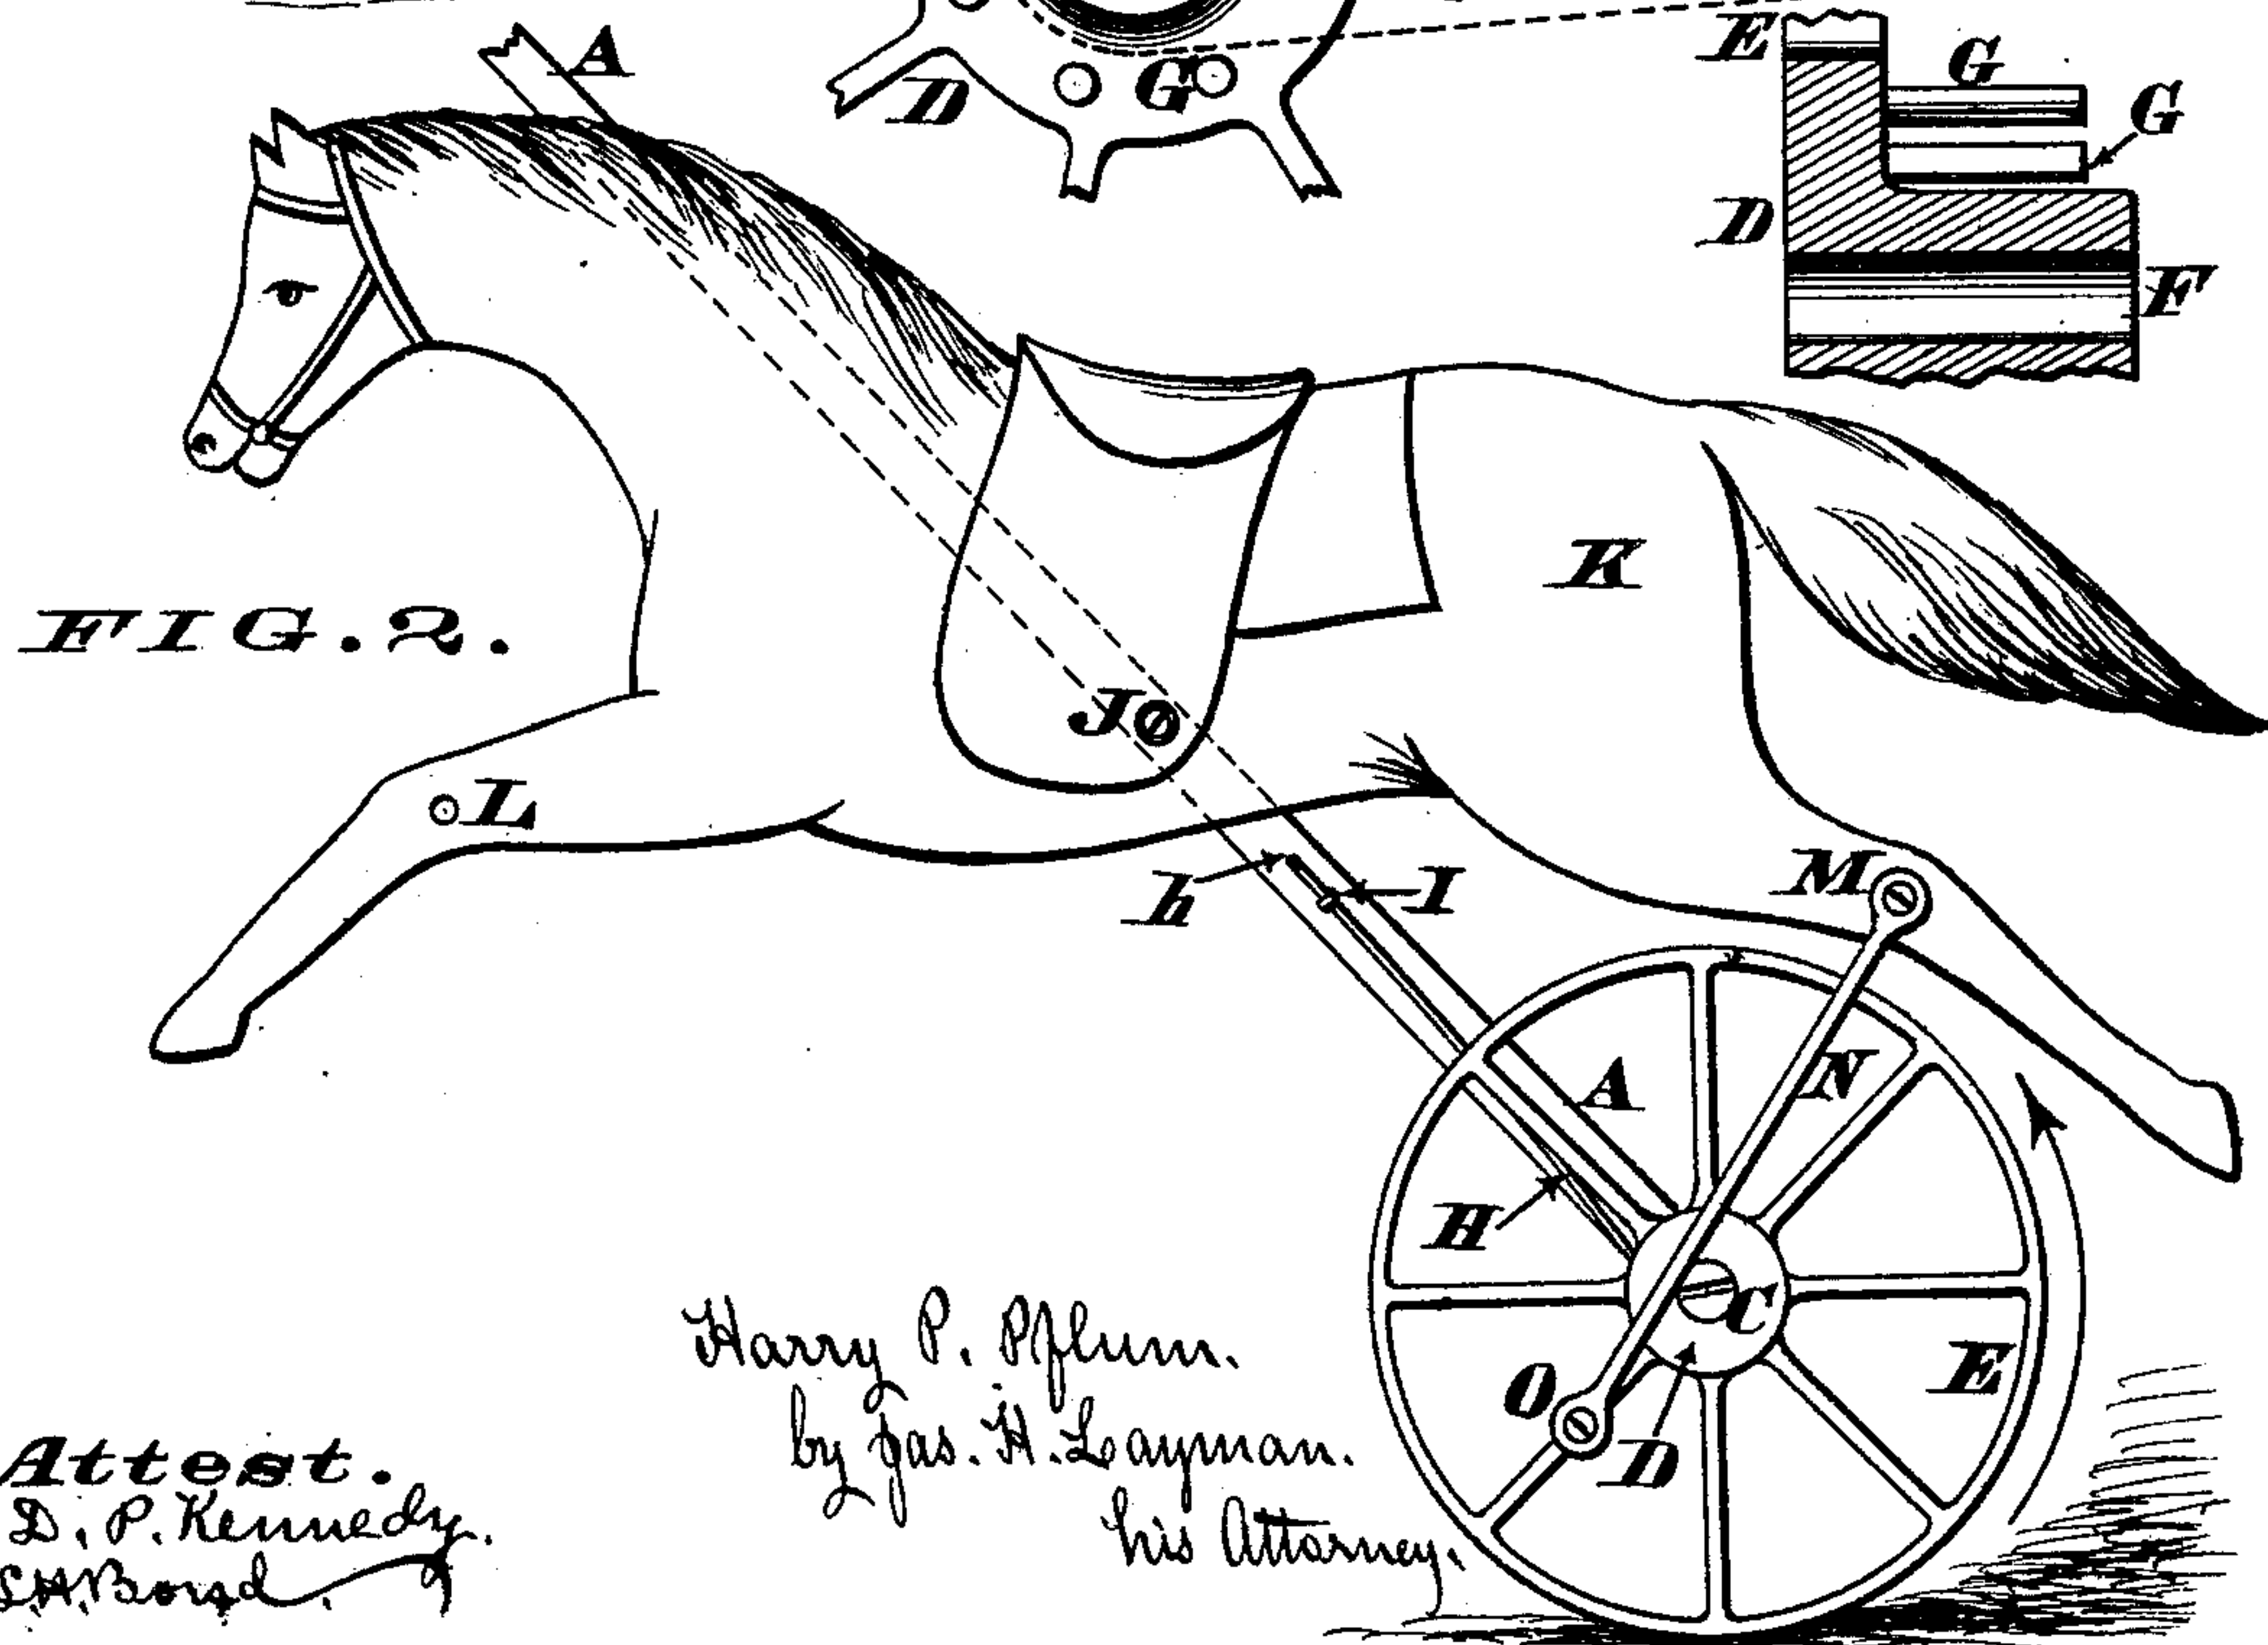 A
D
G
E
G
G
D
F
K
FIG. 2.
J
L
M
h
I
A
N
H
C
E
O
D
Harry P. Pflum.
by Jas. H. Layman.
his Attorney.
Attest.
D. P. Kennedy.